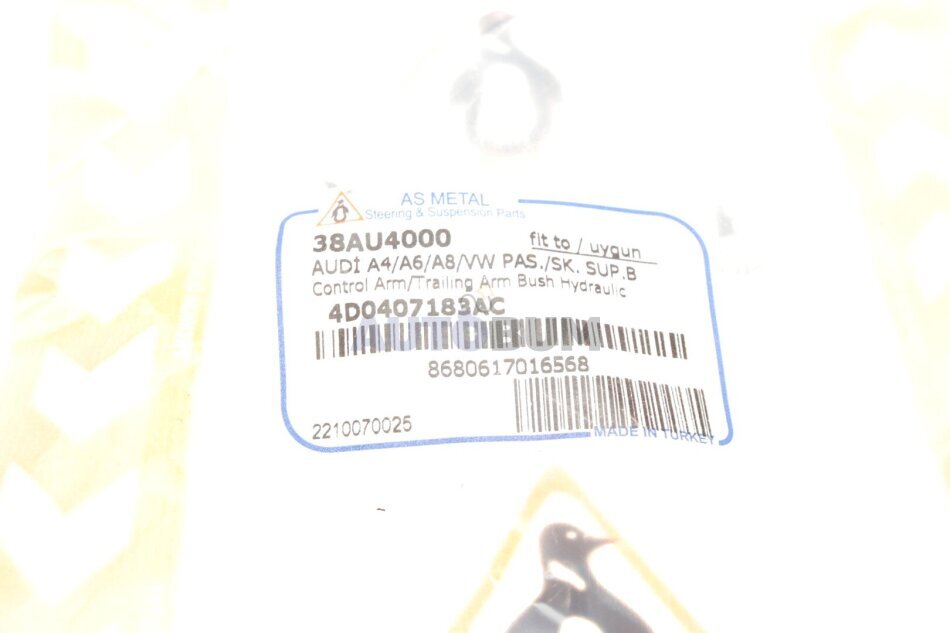 AS METAL
Steering & Suspension Parts
38AU4000 fit to / uygun
AUDİ A4/A6/A8/VW PAS./SK. SUP.B
Control Arm/Trailing Arm Bush Hydraulic
4D0407183AC
AUTOBUM
8680617016568
2210070025
MADE IN TURKEY